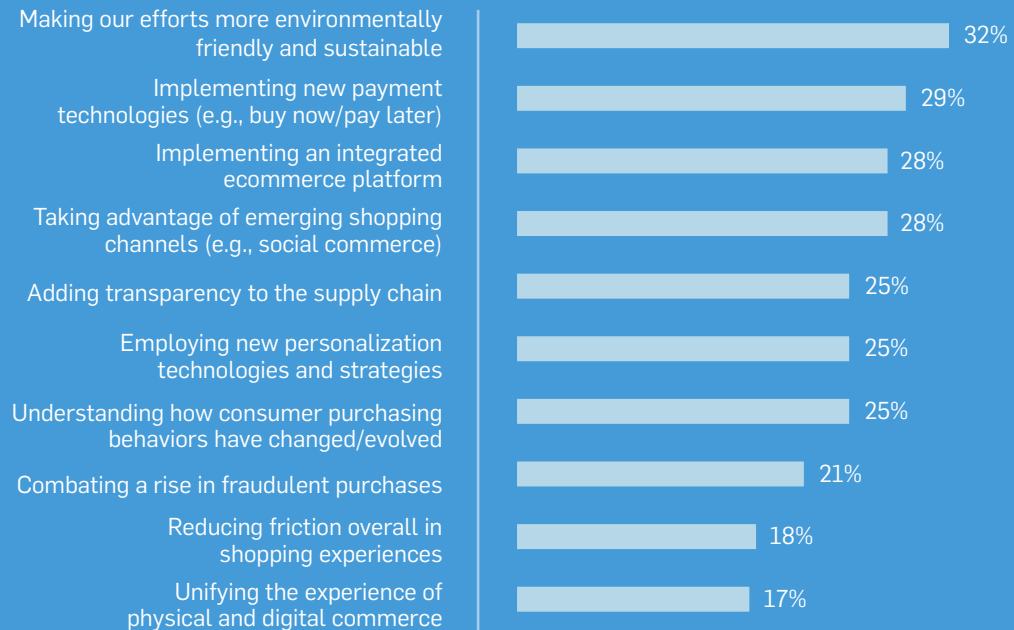 Making our efforts more environmentally
friendly and sustainable
32%
Implementing new payment
technologies (e.g., buy now/pay later)
29%
Implementing an integrated
ecommerce platform
28%
Taking advantage of emerging shopping
channels (e.g., social commerce)
28%
Adding transparency to the supply chain
25%
Employing new personalization
technologies and strategies
25%
Understanding how consumer purchasing
behaviors have changed/evolved
25%
Combating a rise in fraudulent purchases
21%
Reducing friction overall in
shopping experiences
18%
Unifying the experience of
physical and digital commerce
17%